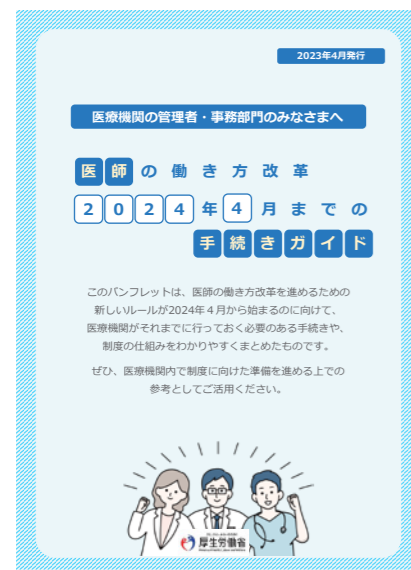 2023年4月発行
医療機関の管理者・事務部門のみなさまへ
医師の働き方改革
2024年4月までの
手続きガイド
このパンフレットは、医師の働き方改革を進めるための
新しいルールが2024年4月から始まるのに向けて、
医療機関がそれまでに行っておく必要のある手続きや、
制度の仕組みをわかりやすくまとめたものです。
ぜひ、医療機関内で制度に向けた準備を進める上での
参考としてご活用ください。
厚生労働省